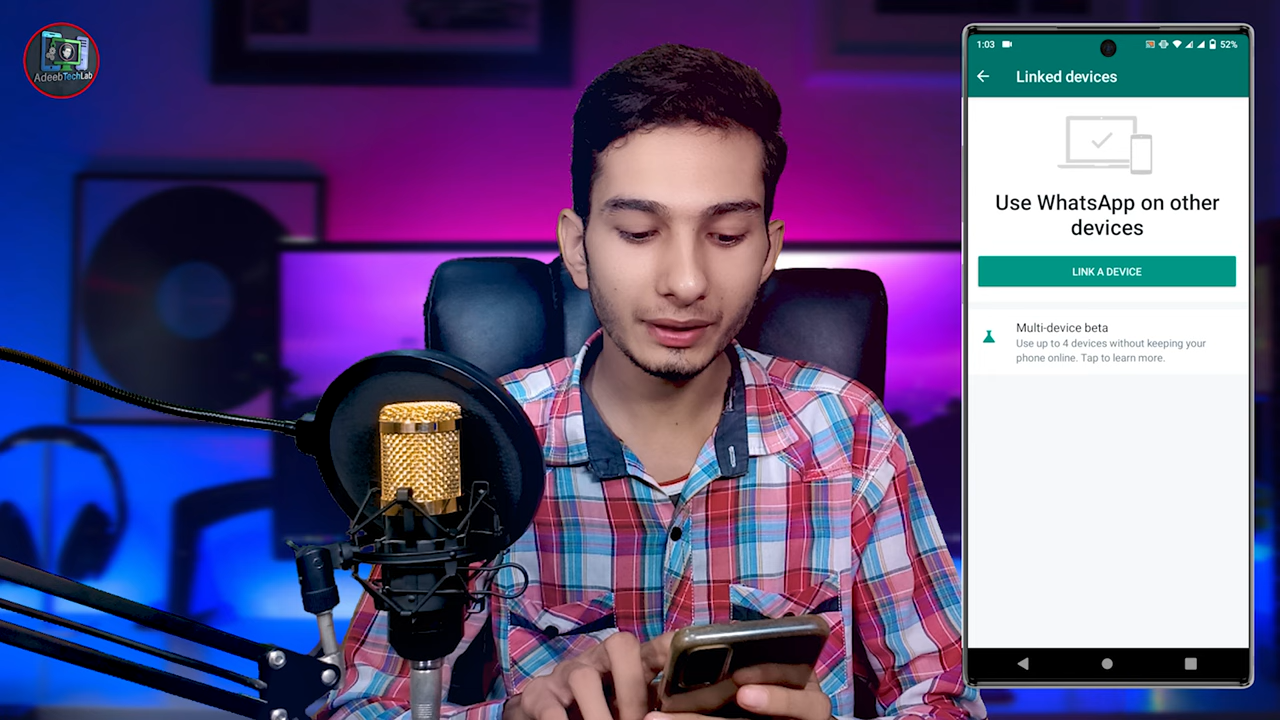 AdeebTechLab
1:03
52%
Linked devices
Use WhatsApp on other
devices
LINK A DEVICE
Multi-device beta
Use up to 4 devices without keeping your
phone online. Tap to learn more.